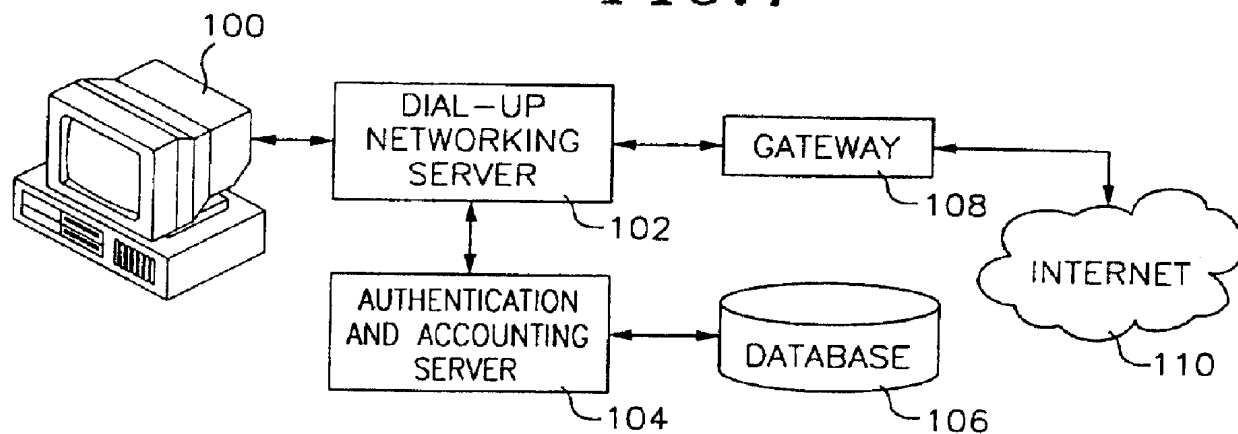 100
DIAL-UP
NETWORKING
SERVER
102
GATEWAY
108
INTERNET
110
AUTHENTICATION
AND ACCOUNTING
SERVER
104
DATABASE
106